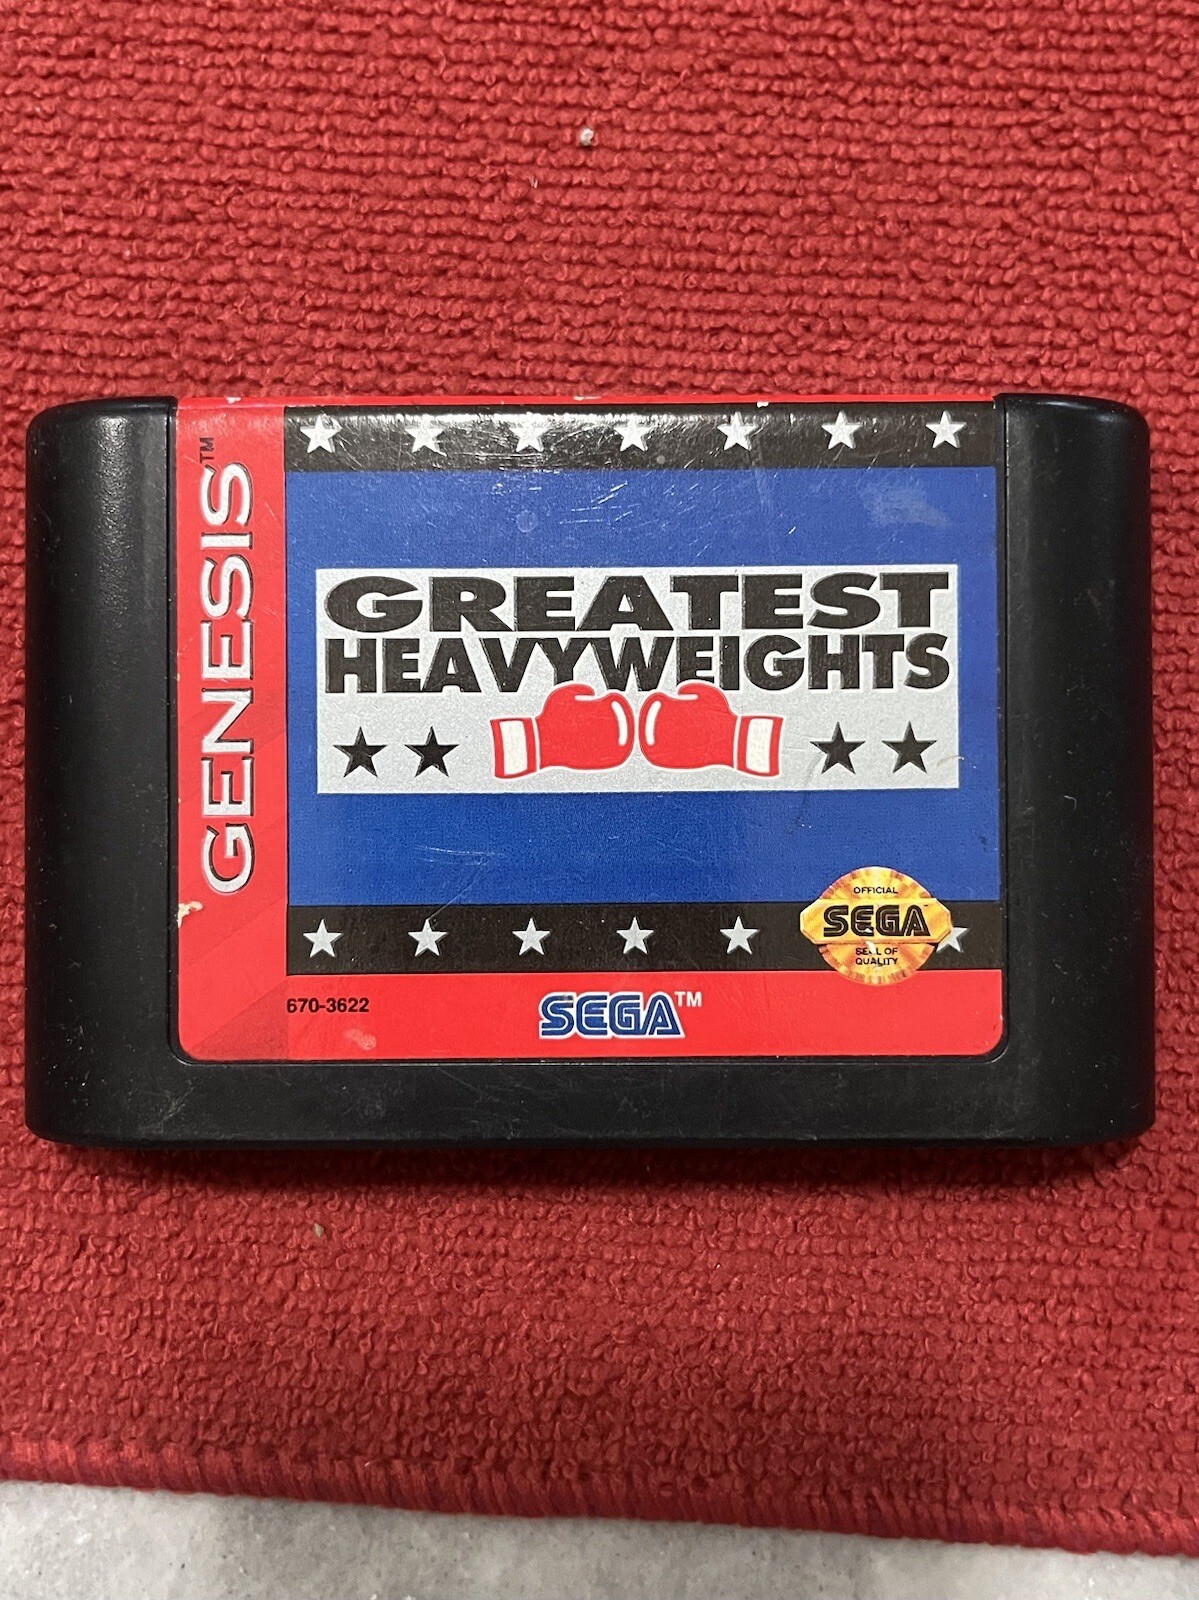 GENESIS™
GREATEST
HEAVYWEIGHTS
OFFICIAL
SEGA
SEAL OF
QUALITY
670-3622
SEGA™